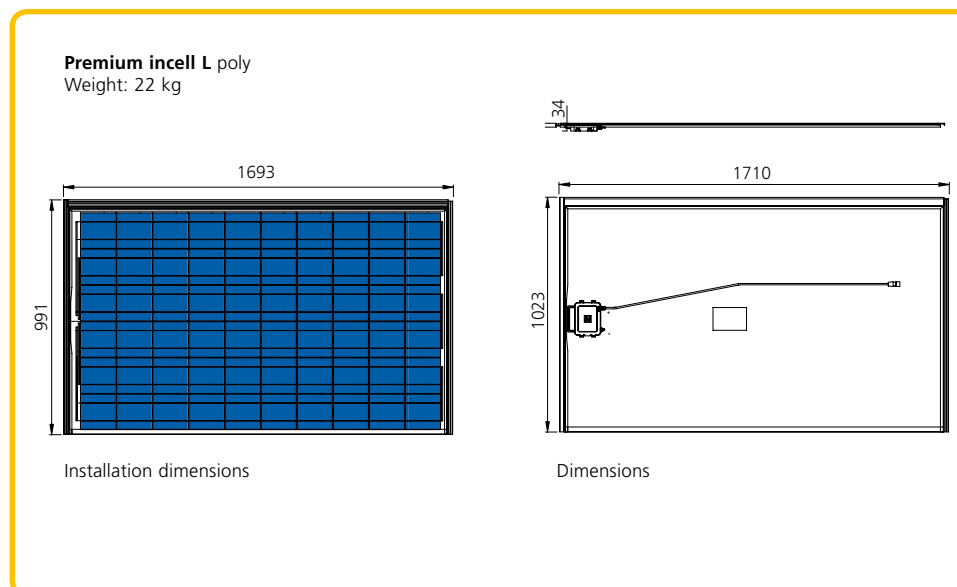 Premium incell L poly
Weight: 22 kg
34
1693
1710
991
1023
Installation dimensions
Dimensions